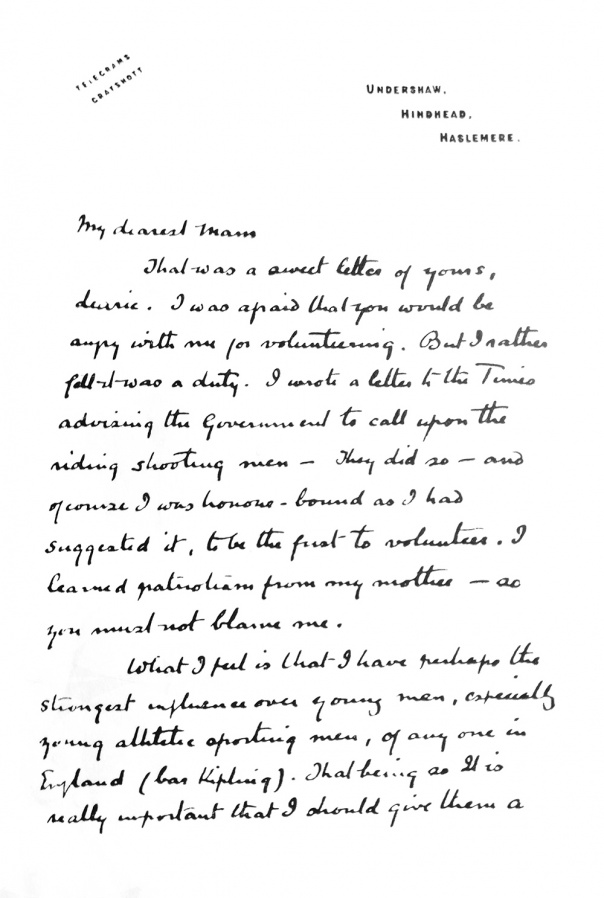 TELEGRAMS
GRAYSHOTT
UNDERSHAW,
HINDHEAD,
HASLEMERE.
My dearest Mam
That was a sweet letter of yours,
dearie. I was afraid that you would be
angry with me for volunteering. But I rather
felt it was a duty. I wrote a letter to the Times
advising the Government to call upon the
riding shooting men – They did so – and
of course I was honour-bound as I had
suggested it, to be the first to volunteer. I
learned patriotism from my mother – so
you must not blame me.
What I feel is that I have perhaps the
strongest influence over young men, especially
young athletic sporting men, of any one in
England (bar Kipling). That being so It is
really important that I should give them a